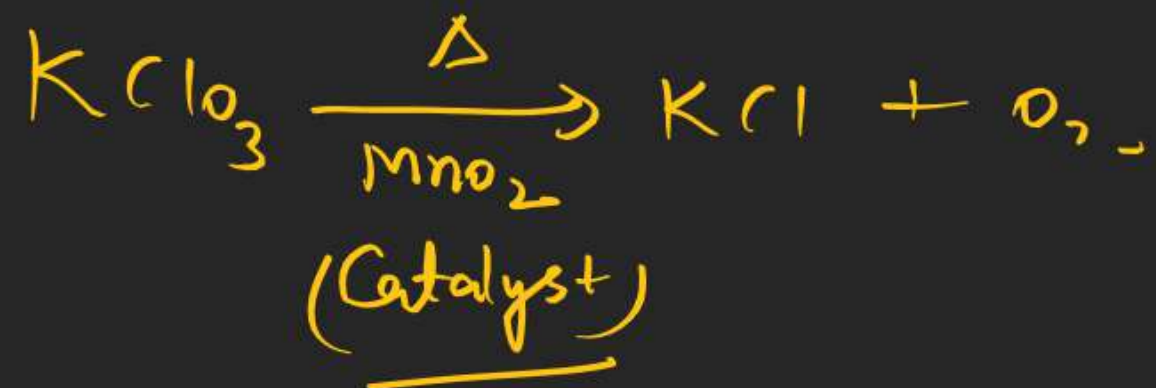 Δ
KClO₃ → KCl + O₂
MnO₂
(Catalyst)